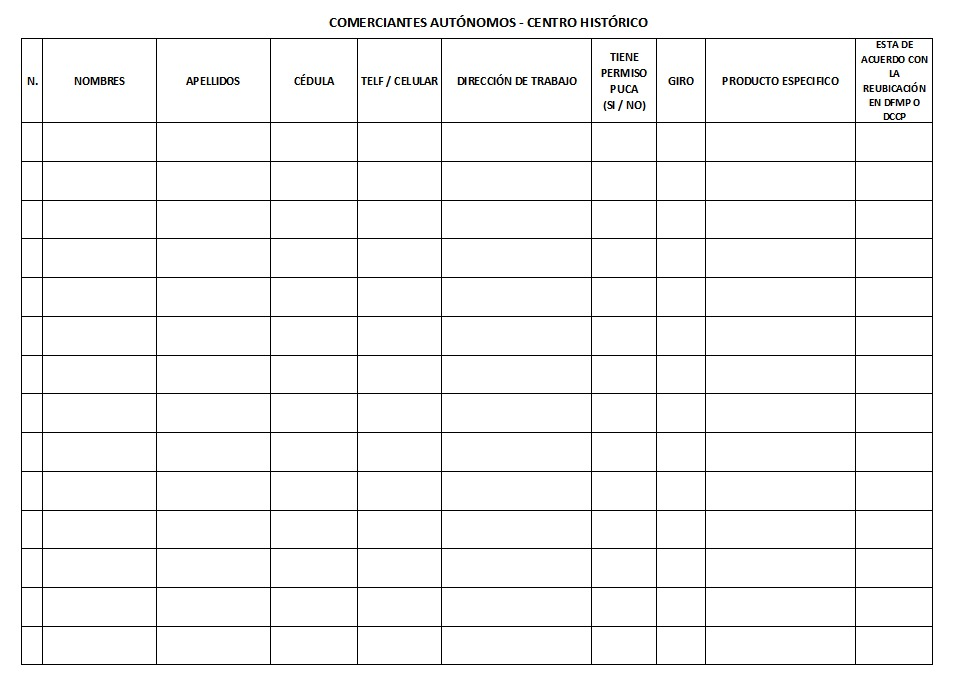 COMERCIANTES AUTÓNOMOS - CENTRO HISTÓRICO
N.
NOMBRES
APELLIDOS
CÉDULA
TELF / CELULAR
DIRECCIÓN DE TRABAJO
TIENE
PERMISO
PUCA
(SI / NO)
GIRO
PRODUCTO ESPECIFICO
ESTA DE
ACUERDO CON
LA
REUBICACIÓN
EN DFMP O
DCCP